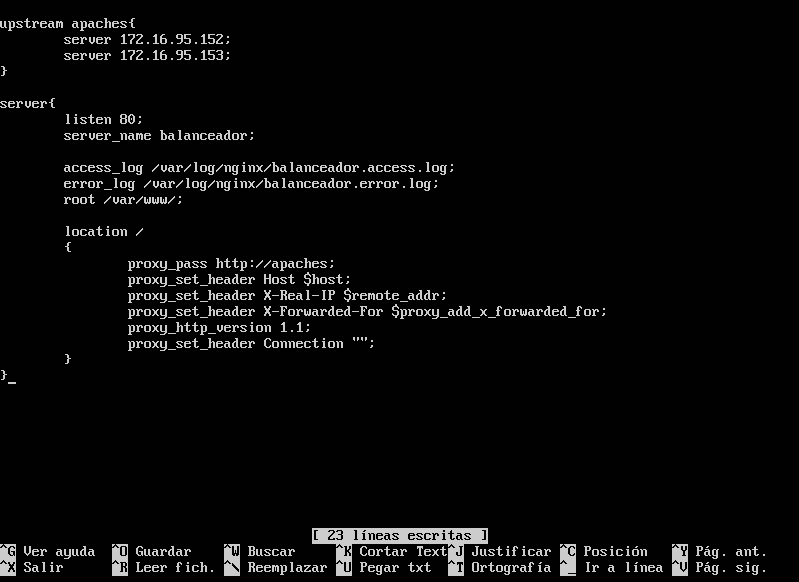 upstream apaches{
        server 172.16.95.152;
        server 172.16.95.153;
}
server{
        listen 80;
        server_name balanceador;
        access_log /var/log/nginx/balanceador.access.log;
        error_log /var/log/nginx/balanceador.error.log;
        root /var/www/;
        location /
        {
                proxy_pass http://apaches;
                proxy_set_header Host $host;
                proxy_set_header X-Real-IP $remote_addr;
                proxy_set_header X-Forwarded-For $proxy_add_x_forwarded_for;
                proxy_http_version 1.1;
                proxy_set_header Connection "";
        }
}_
[ 23 líneas escritas ]
^G Ver ayuda  ^O Guardar    ^W Buscar     ^K Cortar Text^J Justificar ^C Posición   ^Y Pág. ant.
^X Salir      ^R Leer fich. ^\ Reemplazar ^U Pegar txt  ^T Ortografía ^_ Ir a línea ^V Pág. sig.